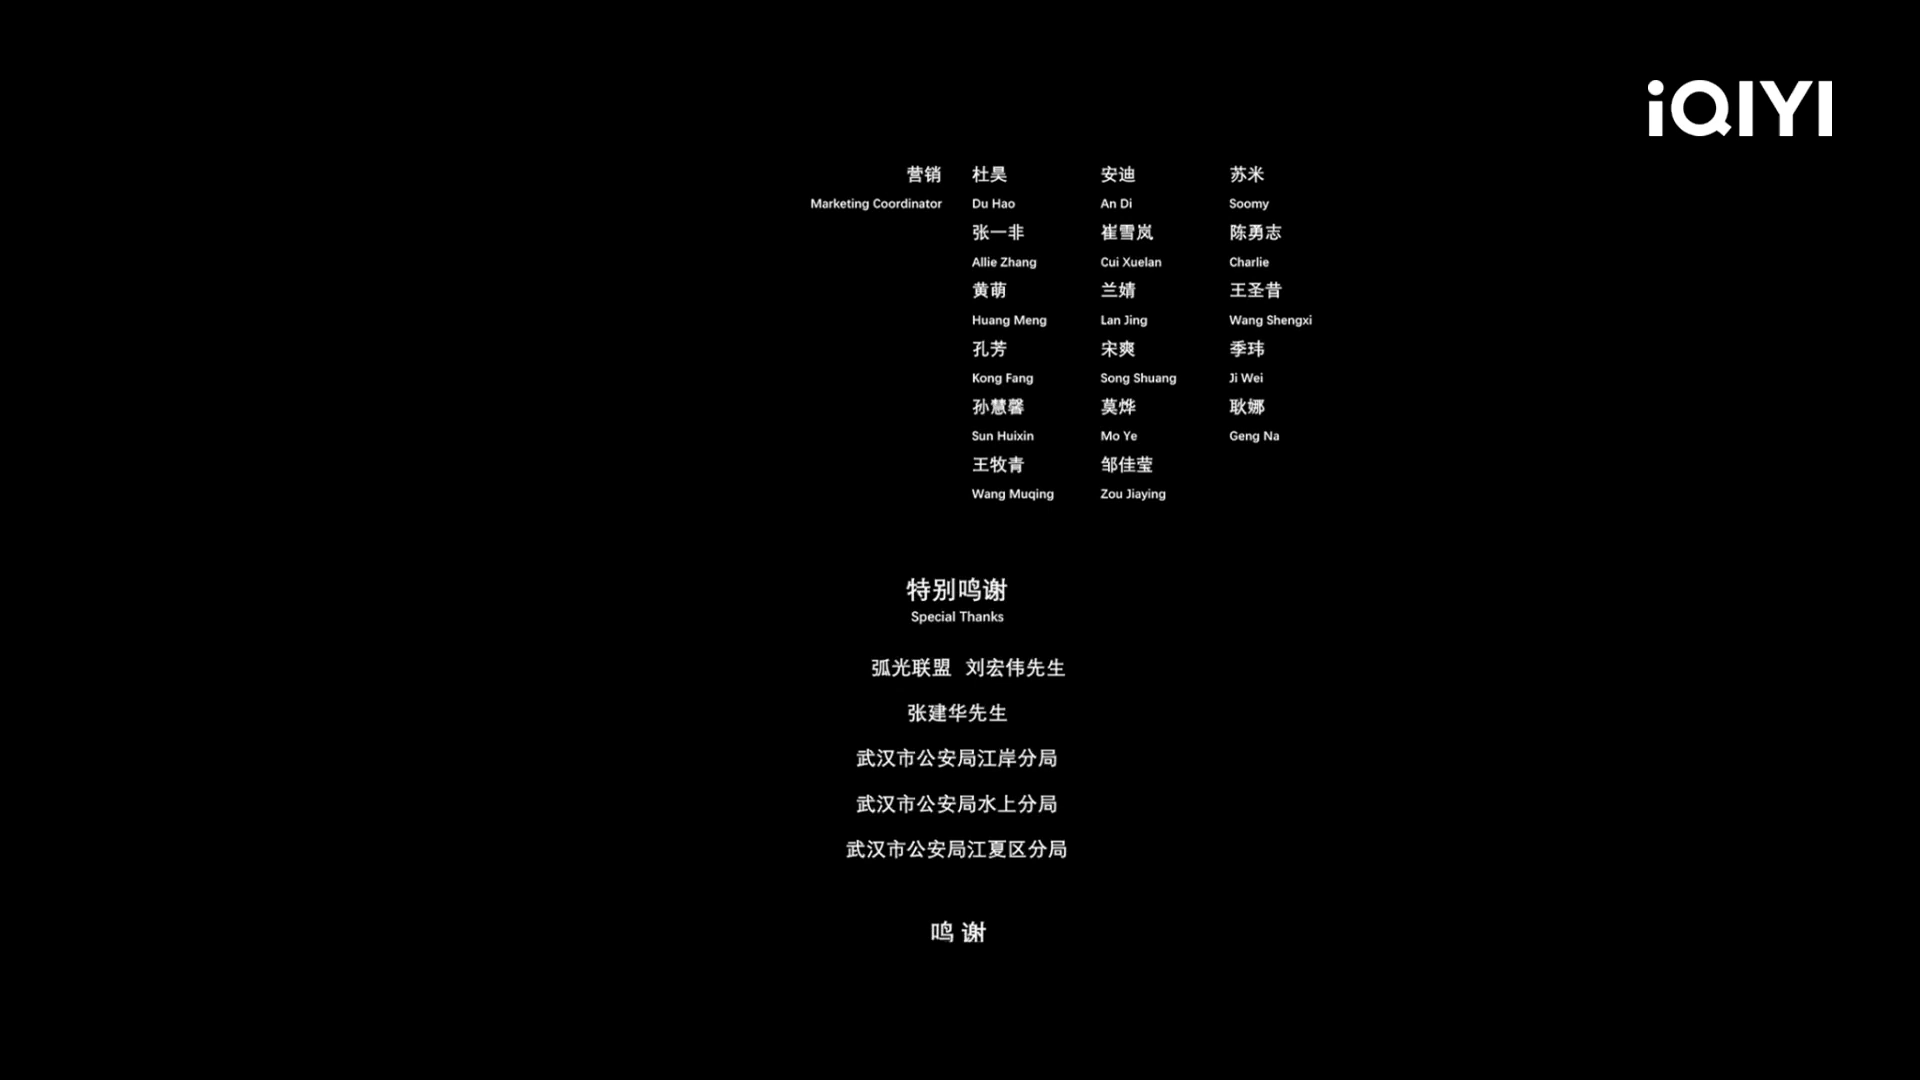 iQIYI
营销 杜昊 安迪 苏米
Marketing Coordinator Du Hao An Di Soomy
张一非 崔雪岚 陈勇志
Allie Zhang Cui Xuelan Charlie
黄萌 兰婧 王圣昔
Huang Meng Lan Jing Wang Shengxi
孔芳 宋爽 季玮
Kong Fang Song Shuang Ji Wei
孙慧馨 莫烨 耿娜
Sun Huixin Mo Ye Geng Na
王牧青 邹佳莹
Wang Muqing Zou Jiaying
特别鸣谢
Special Thanks
弧光联盟 刘宏伟先生
张建华先生
武汉市公安局江岸分局
武汉市公安局水上分局
武汉市公安局江夏区分局
鸣 谢